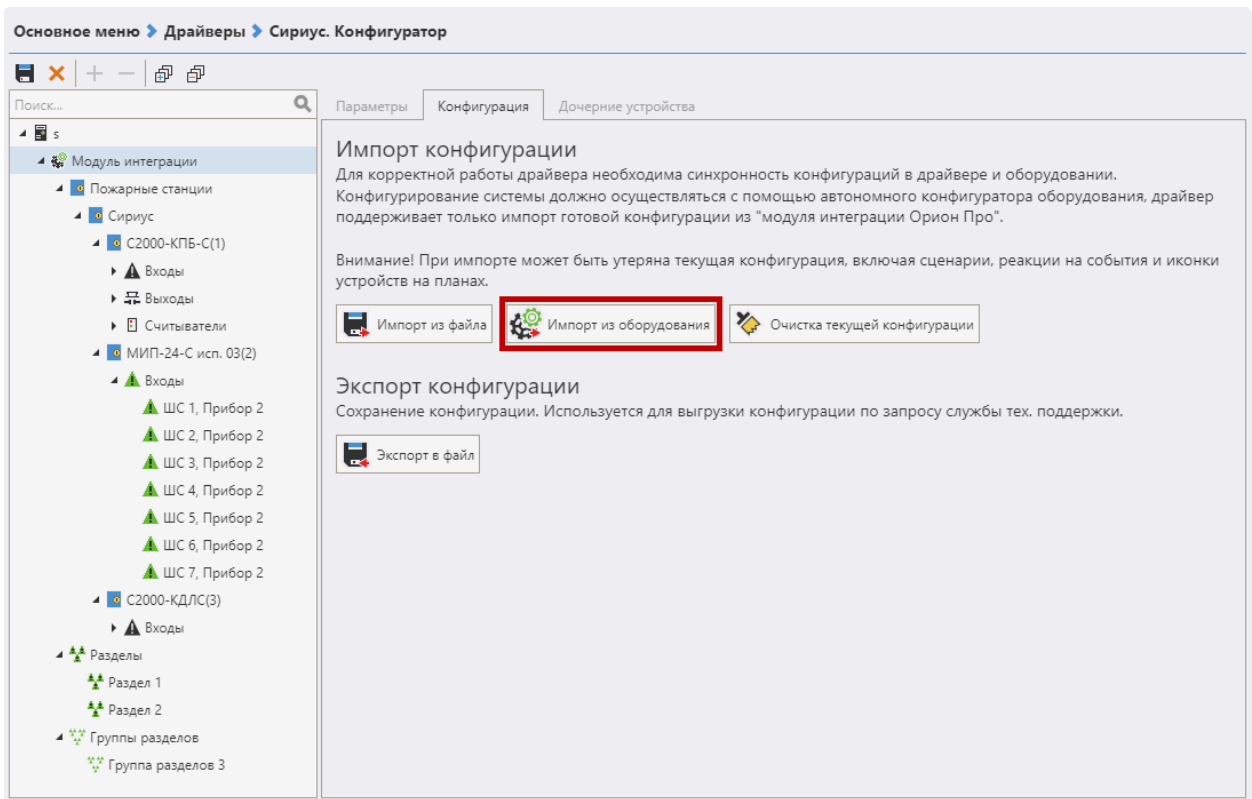 Основное меню Драйверы Сириус. Конфигуратор
Поиск...
s
Модуль интеграции
Пожарные станции
Сириус
С2000-КПБ-С(1)
Входы
Выходы
Считыватели
МИП-24-С исп. 03(2)
Входы
ШС 1, Прибор 2
ШС 2, Прибор 2
ШС 3, Прибор 2
ШС 4, Прибор 2
ШС 5, Прибор 2
ШС 6, Прибор 2
ШС 7, Прибор 2
С2000-КДЛС(3)
Входы
Разделы
Раздел 1
Раздел 2
Группы разделов
Группа разделов 3
Параметры Конфигурация Дочерние устройства
Импорт конфигурации
Для корректной работы драйвера необходима синхронность конфигураций в драйвере и оборудовании.
Конфигурирование системы должно осуществляться с помощью автономного конфигуратора оборудования, драйвер
поддерживает только импорт готовой конфигурации из "модуля интеграции Орион Про".
Внимание! При импорте может быть утеряна текущая конфигурация, включая сценарии, реакции на события и иконки
устройств на планах.
Импорт из файла Импорт из оборудования Очистка текущей конфигурации
Экспорт конфигурации
Сохранение конфигурации. Используется для выгрузки конфигурации по запросу службы тех. поддержки.
Экспорт в файл